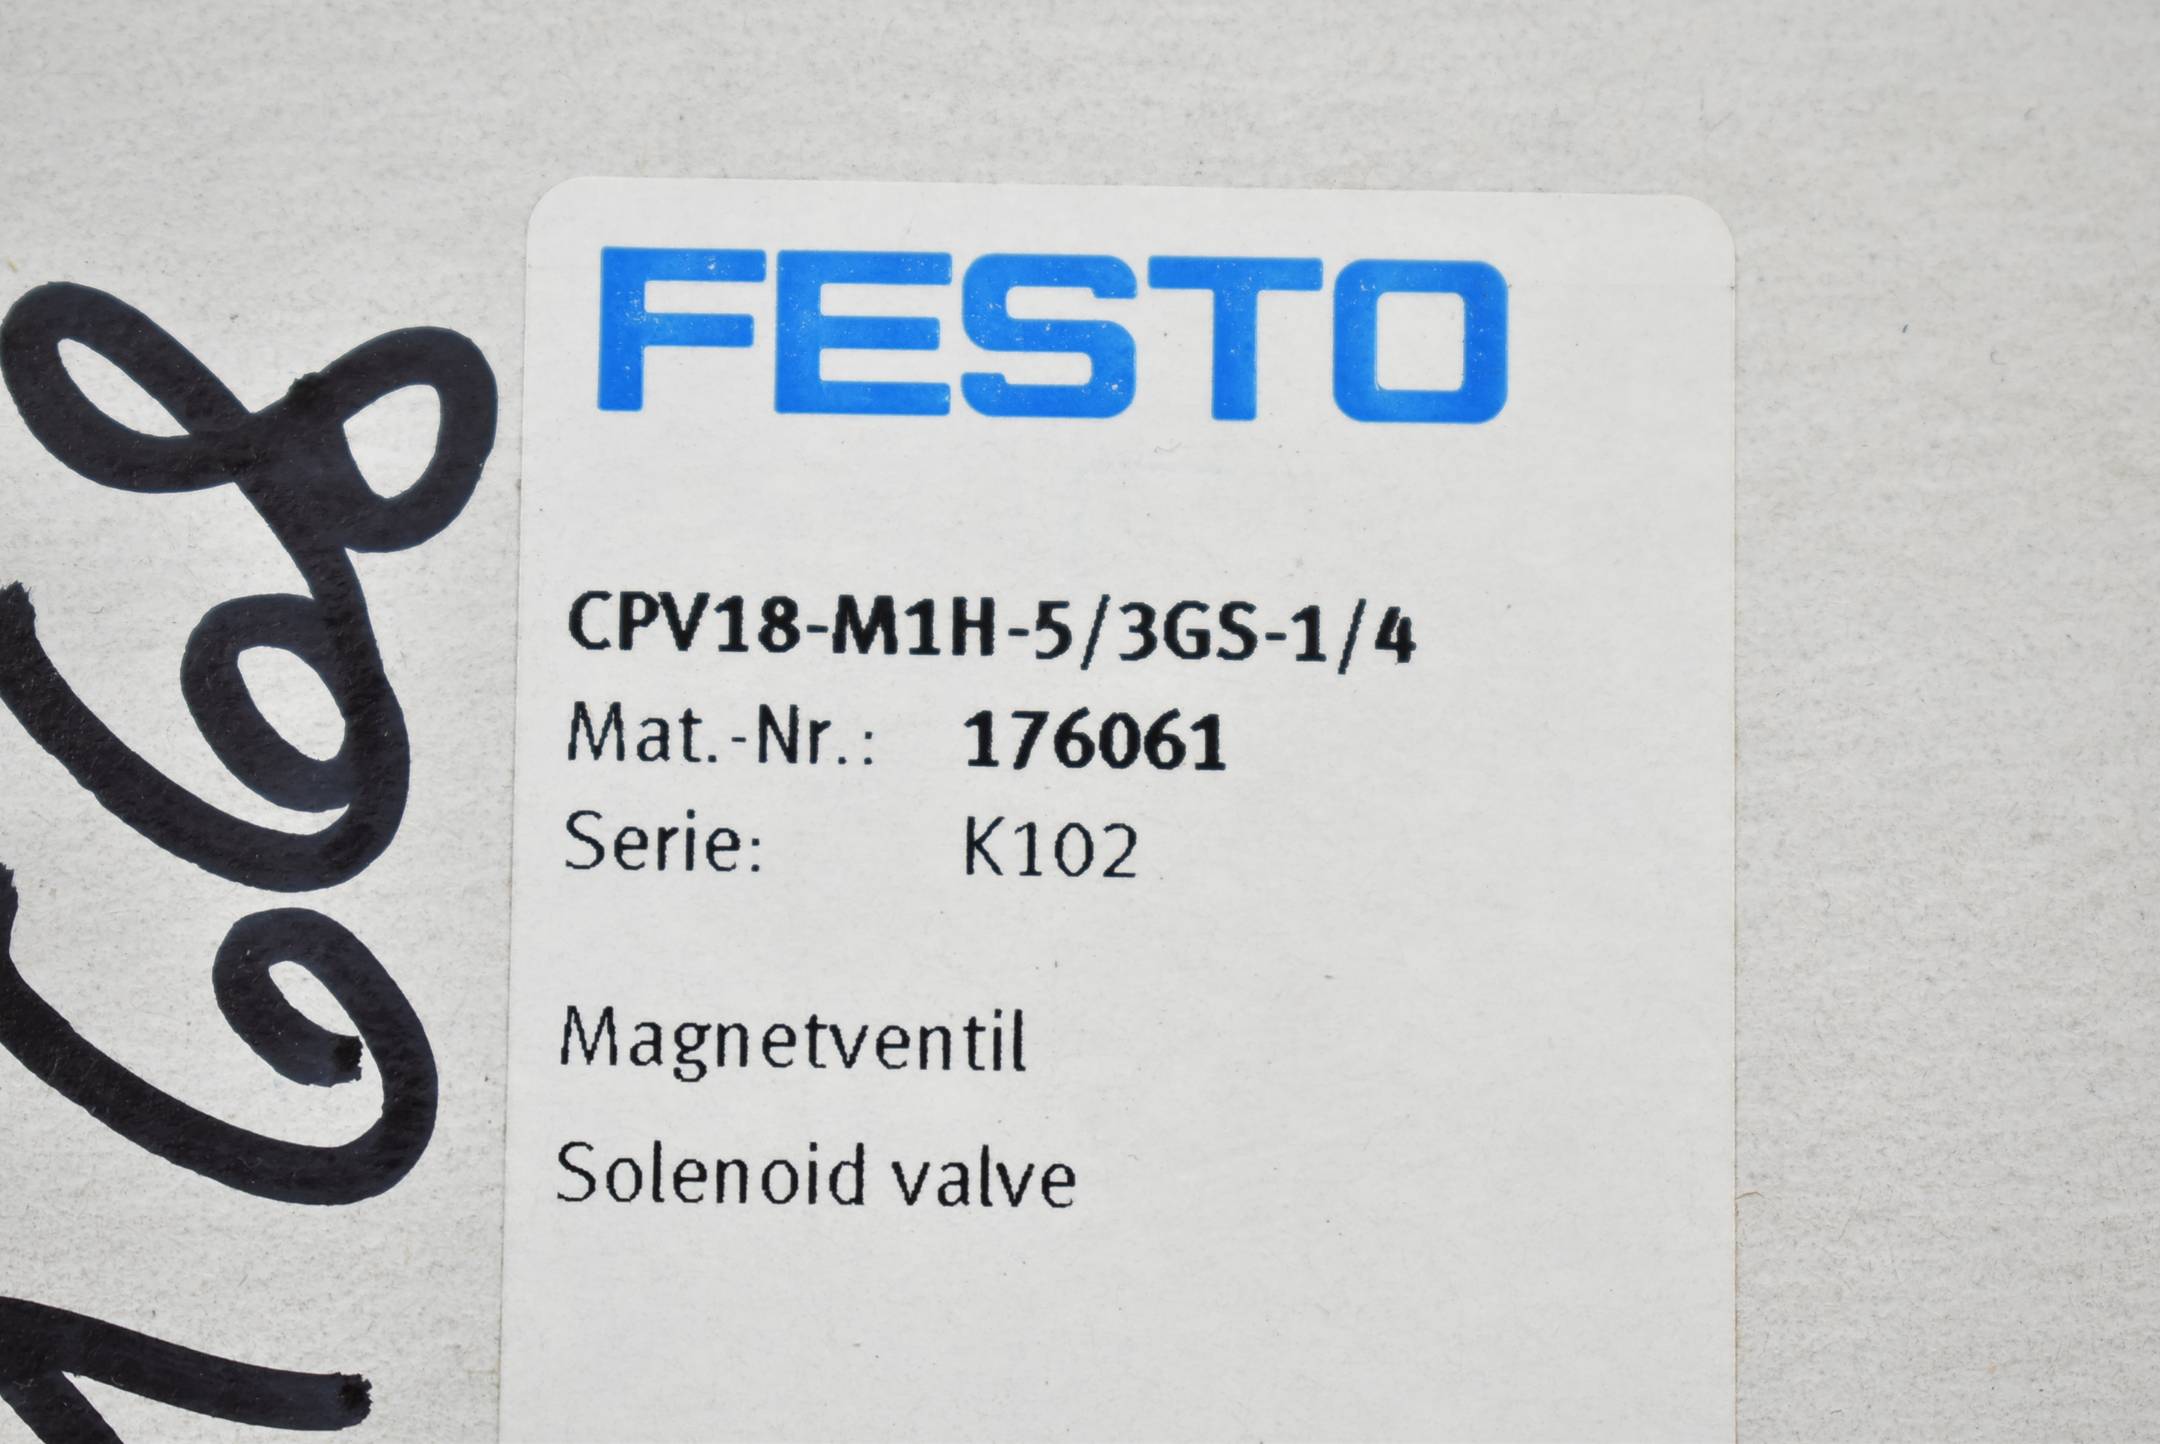 FESTO
CPV18-M1H-5/3GS-1/4
Mat.-Nr.: 176061
Serie: K102
Magnetventil
Solenoid valve